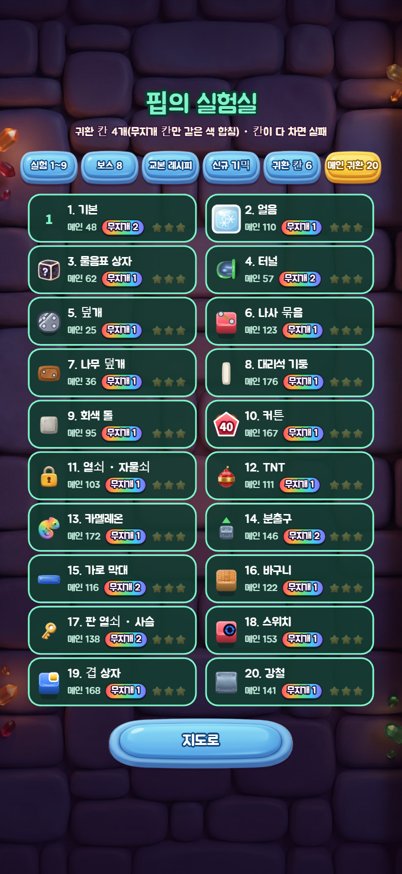 핍의 실험실
귀환 칸 4개(무지개 칸만 같은 색 합침) · 칸이 다 차면 실패
실험 1~9
보스 8
교본 레시피
신규 기믹
귀환 칸 6
메인 귀환 20
1
1. 기본
메인 48 무지개 2
2. 얼음
메인 110 무지개 1
3. 물음표 상자
메인 62 무지개 1
4. 터널
메인 57 무지개 2
5. 덮개
메인 25 무지개 1
6. 나사 묶음
메인 123 무지개 1
7. 나무 덮개
메인 36 무지개 1
8. 대리석 기둥
메인 176 무지개 1
9. 회색 돌
메인 95 무지개 1
40
10. 커튼
메인 167 무지개 1
11. 열쇠 · 자물쇠
메인 103 무지개 1
12. TNT
메인 111 무지개 1
13. 카멜레온
메인 172 무지개 1
14. 분출구
메인 146 무지개 2
15. 가로 막대
메인 116 무지개 2
16. 바구니
메인 122 무지개 1
17. 판 열쇠 · 사슬
메인 138 무지개 2
18. 스위치
메인 153 무지개 1
19. 겹 상자
메인 168 무지개 1
20. 강철
메인 141 무지개 1
지도로